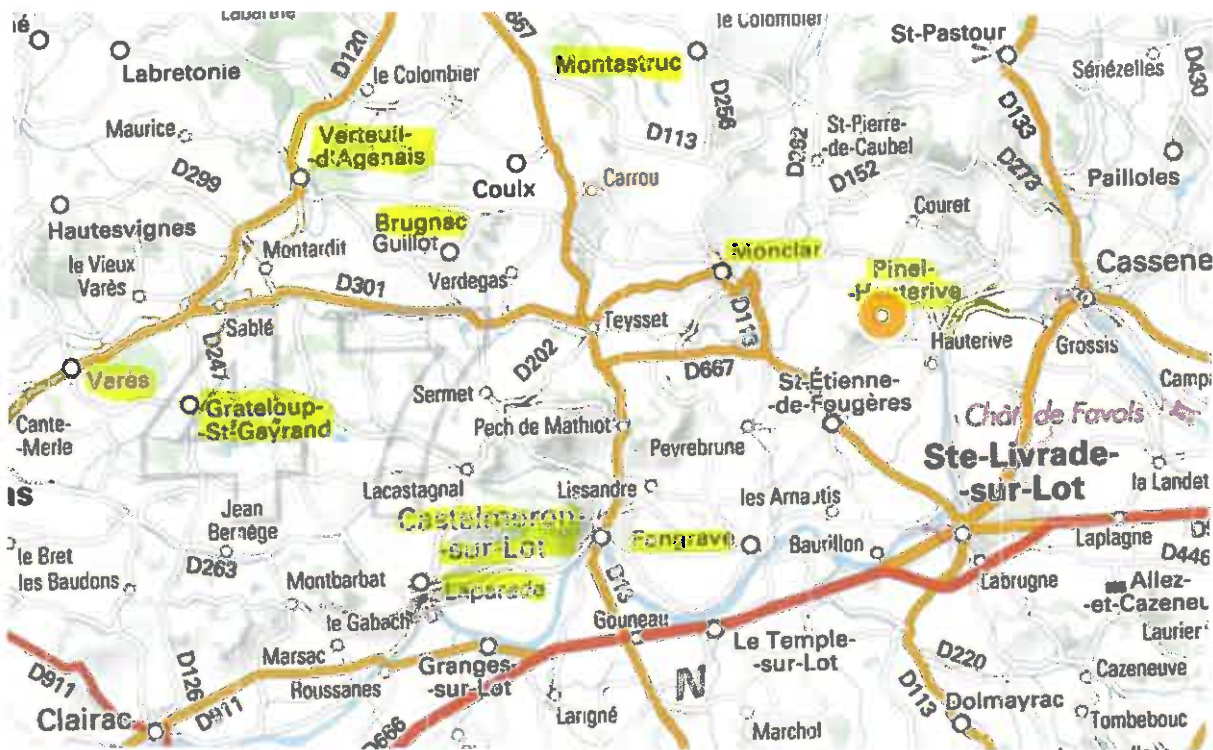 Labretonie
D120
le Colombier
Montastruc
le Colombier
St-Pastour
Sénézelles
D430
Maurice
Verteuil-
-d'Agenais
D256
D113
St-Pierre-
-de-Caubel
D152
D133
D273
Pailloles
D299
Coulx
Carrou
Couret
Hautesvignes
Brugnac
Guillot
Montardit
Verdegas
Monclar
Pinel-
-Hauterive
Cassene
le Vieux
Varès
D301
Sablé
Teysset
D113
Hauterive
Grossis
D247
D202
D667
Varès
Sermet
St-Étienne-
-de-Fougères
Grateloup-
-St-Gayrand
Cante-
-Merle
Pech de Mathiot
Peyrebrune
Chât de Favols
Ste-Livrade-
-sur-Lot
47
Lacastagnal
Lissandre
les Arnautis
la Landet
Jean
Bernège
Castelmoron
-sur-Lot
Fongrave
Baurillon
Laplagne
D446
le Bret
les Baudons
D263
Montbarbat
Laparade
D13
Labrugne
Allez-
-et-Cazeneu
le Gabach
Gouneau
Le Temple-
-sur-Lot
Laurier
Marsac
Granges-
-sur-Lot
N
D220
Cazeneuve
D911
D126
Roussanes
D911
Clairac
Larigné
D666
Marchol
D113
Dolmayrac
Tombebouc